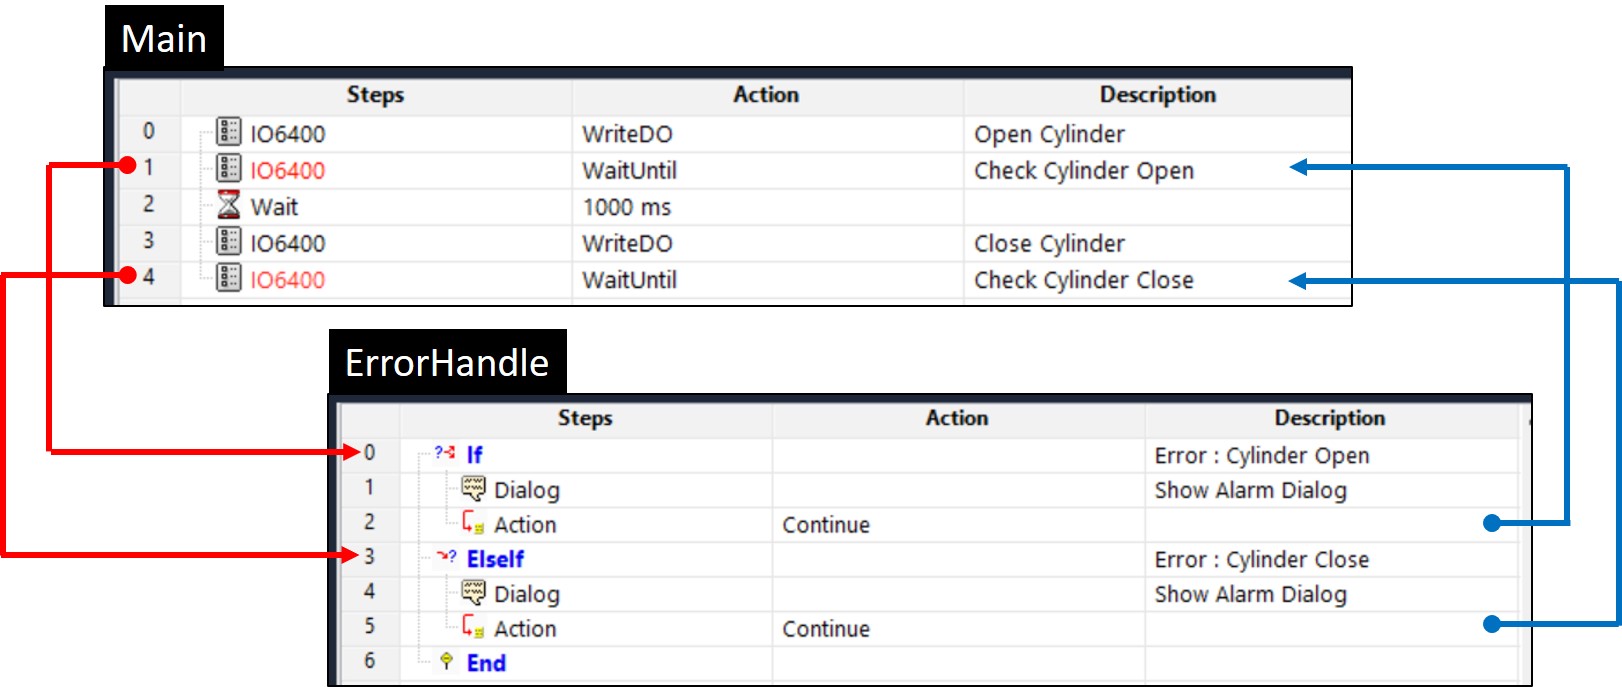 Main
Steps Action Description
0 IO6400 WriteDO Open Cylinder
1 IO6400 WaitUntil Check Cylinder Open
2 Wait 1000 ms
3 IO6400 WriteDO Close Cylinder
4 IO6400 WaitUntil Check Cylinder Close
ErrorHandle
Steps Action Description
0 If Error : Cylinder Open
1 Dialog Show Alarm Dialog
2 Action Continue
3 ElseIf Error : Cylinder Close
4 Dialog Show Alarm Dialog
5 Action Continue
6 End